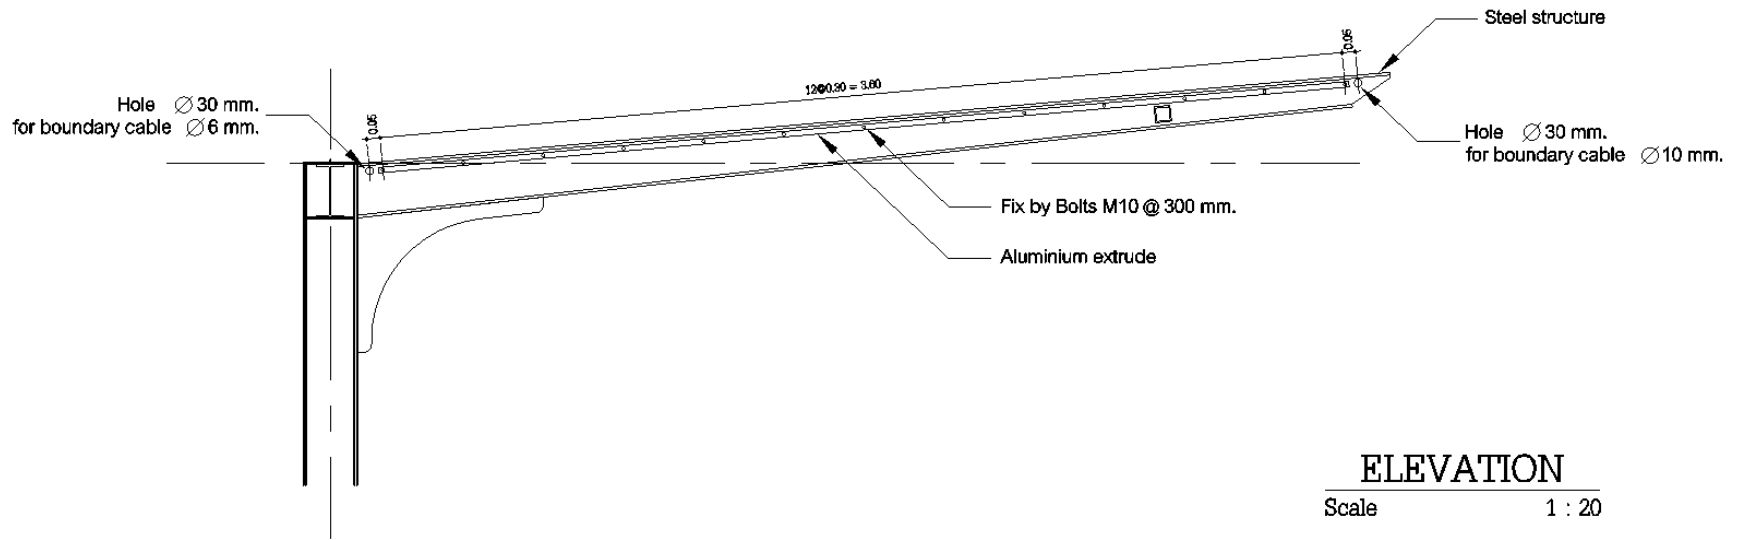 Steel structure
0.05
12@0.30 = 3.60
Hole ∅ 30 mm.
for boundary cable ∅ 6 mm.
0.05
Hole ∅ 30 mm.
for boundary cable ∅ 10 mm.
Fix by Bolts M10 @ 300 mm.
Aluminium extrude
ELEVATION
Scale 1 : 20